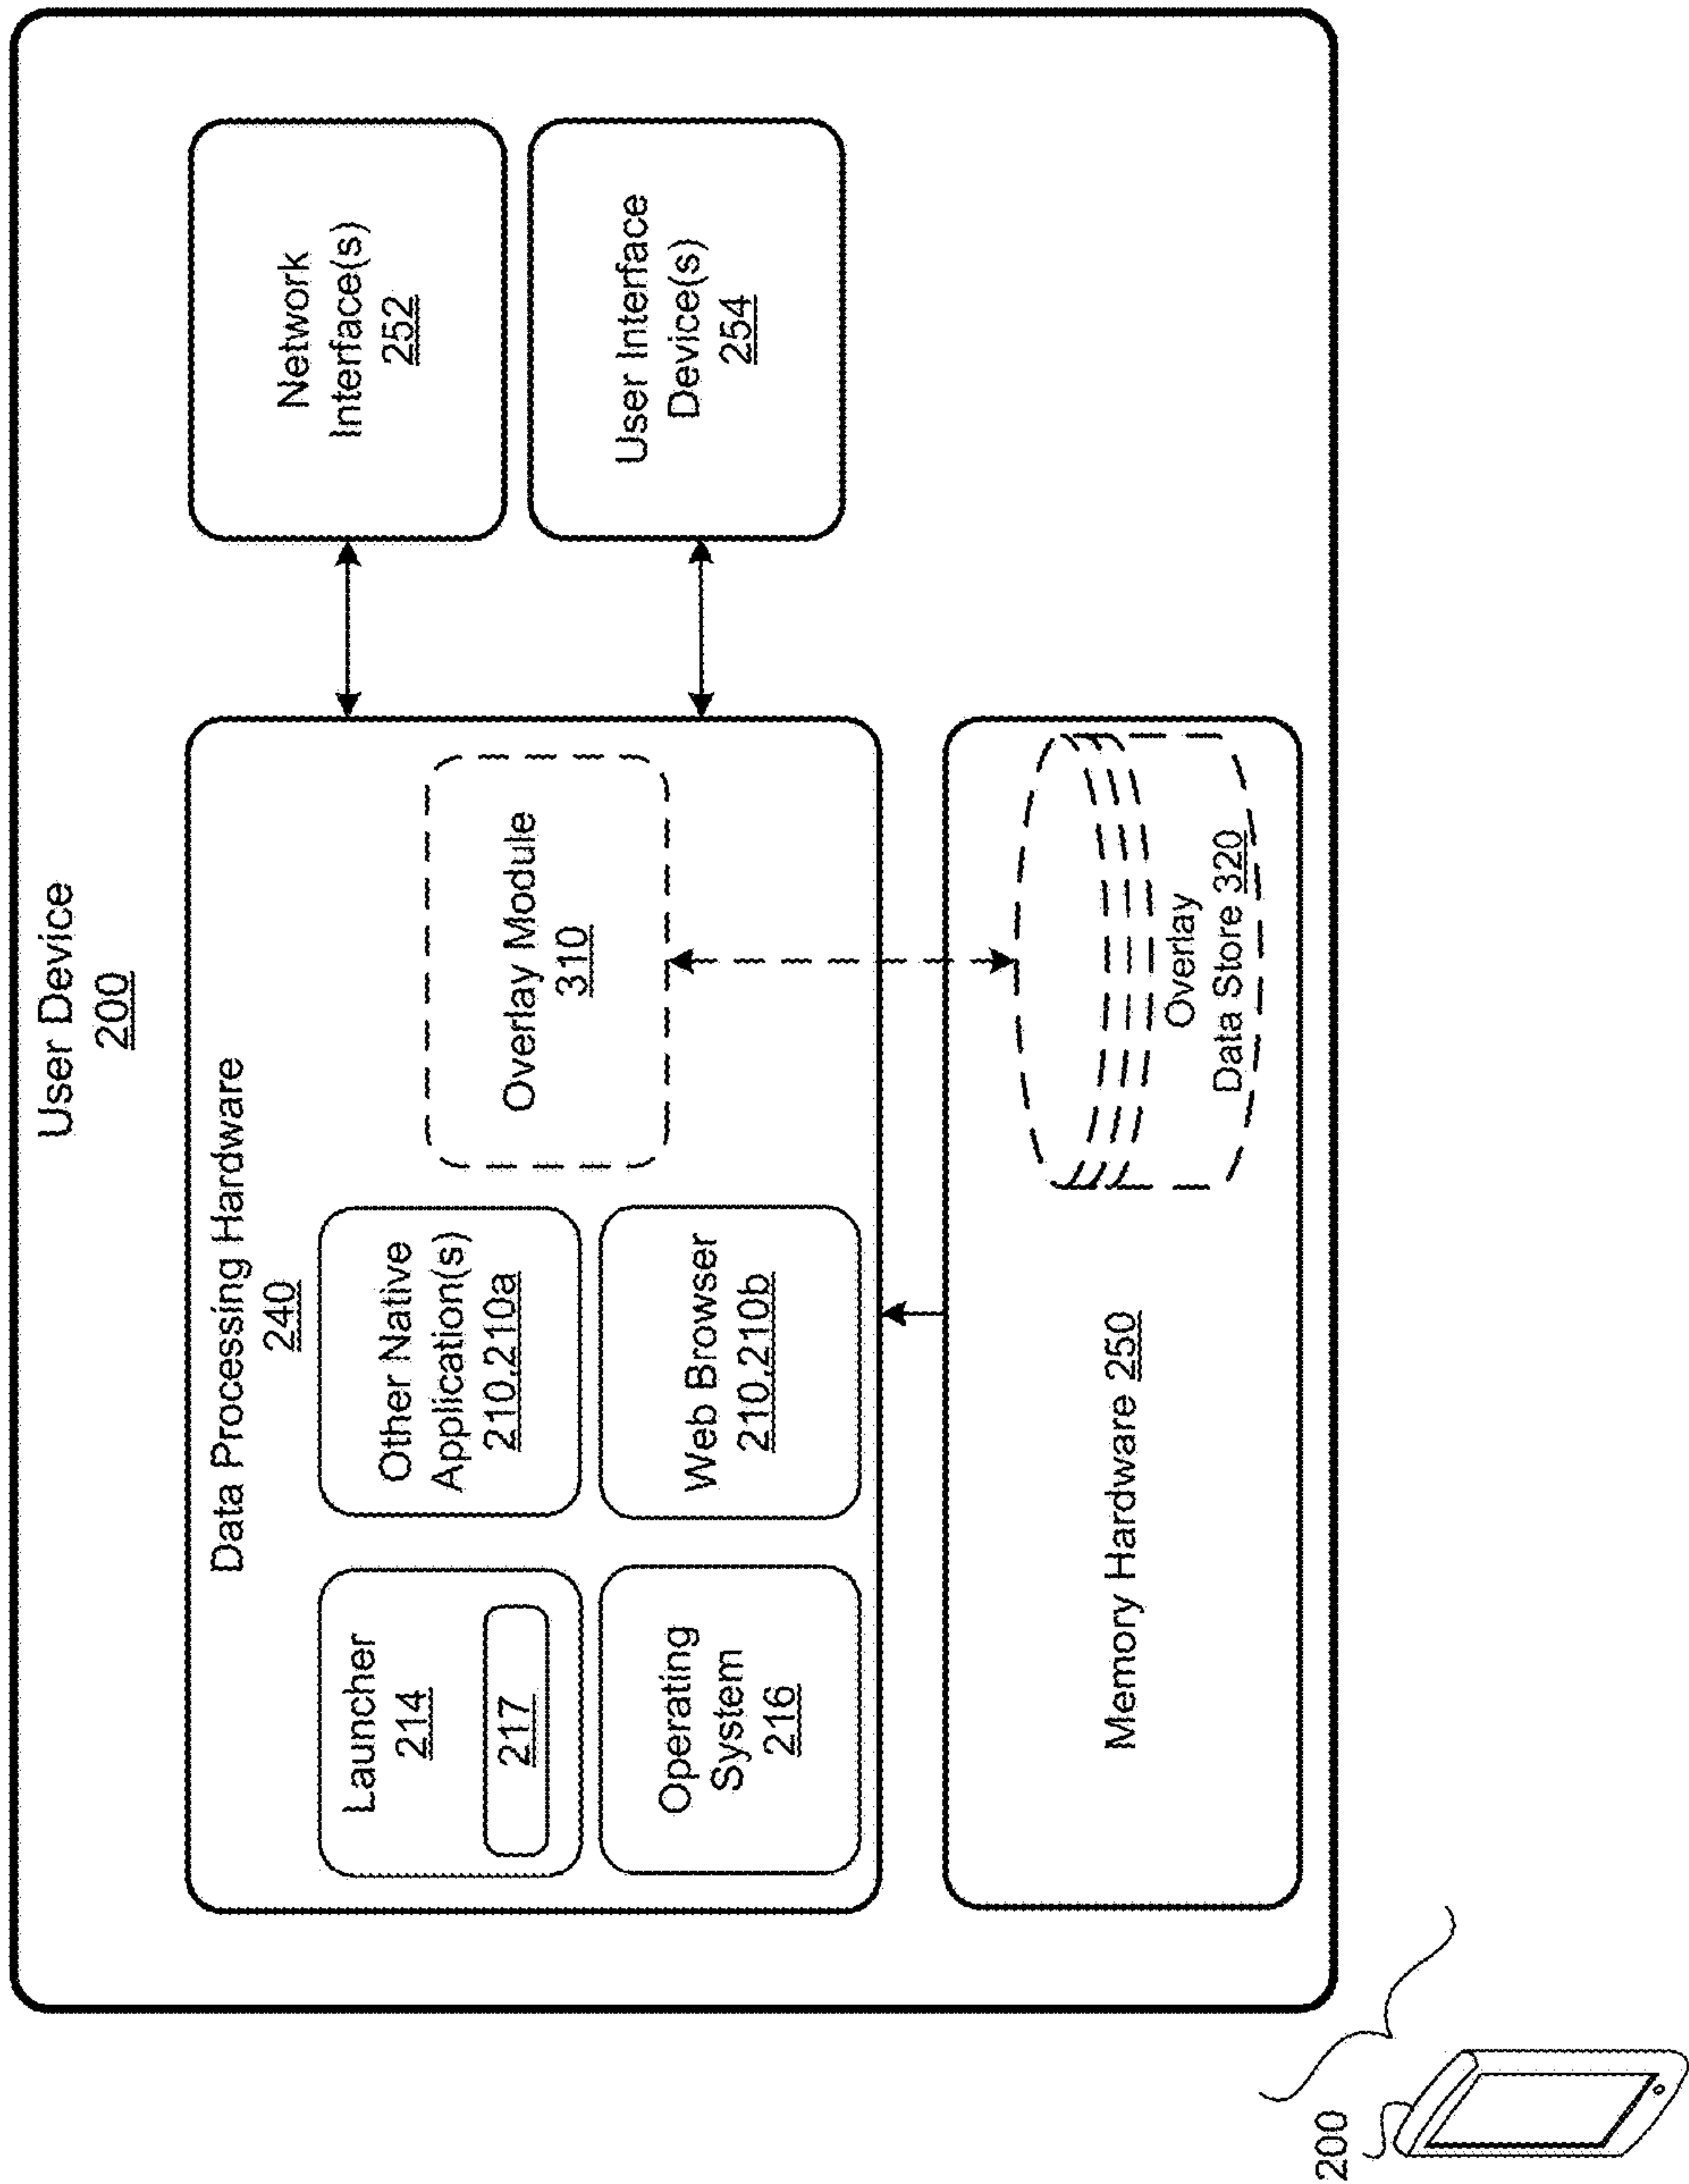 User Device
200
Data Processing Hardware
240
Launcher
214
217
Other Native
Application(s)
210,210a
Overlay Module
310
Operating
System
216
Web Browser
210,210b
Network
Interface(s)
252
User Interface
Device(s)
254
Memory Hardware 250
Overlay
Data Store 320
200